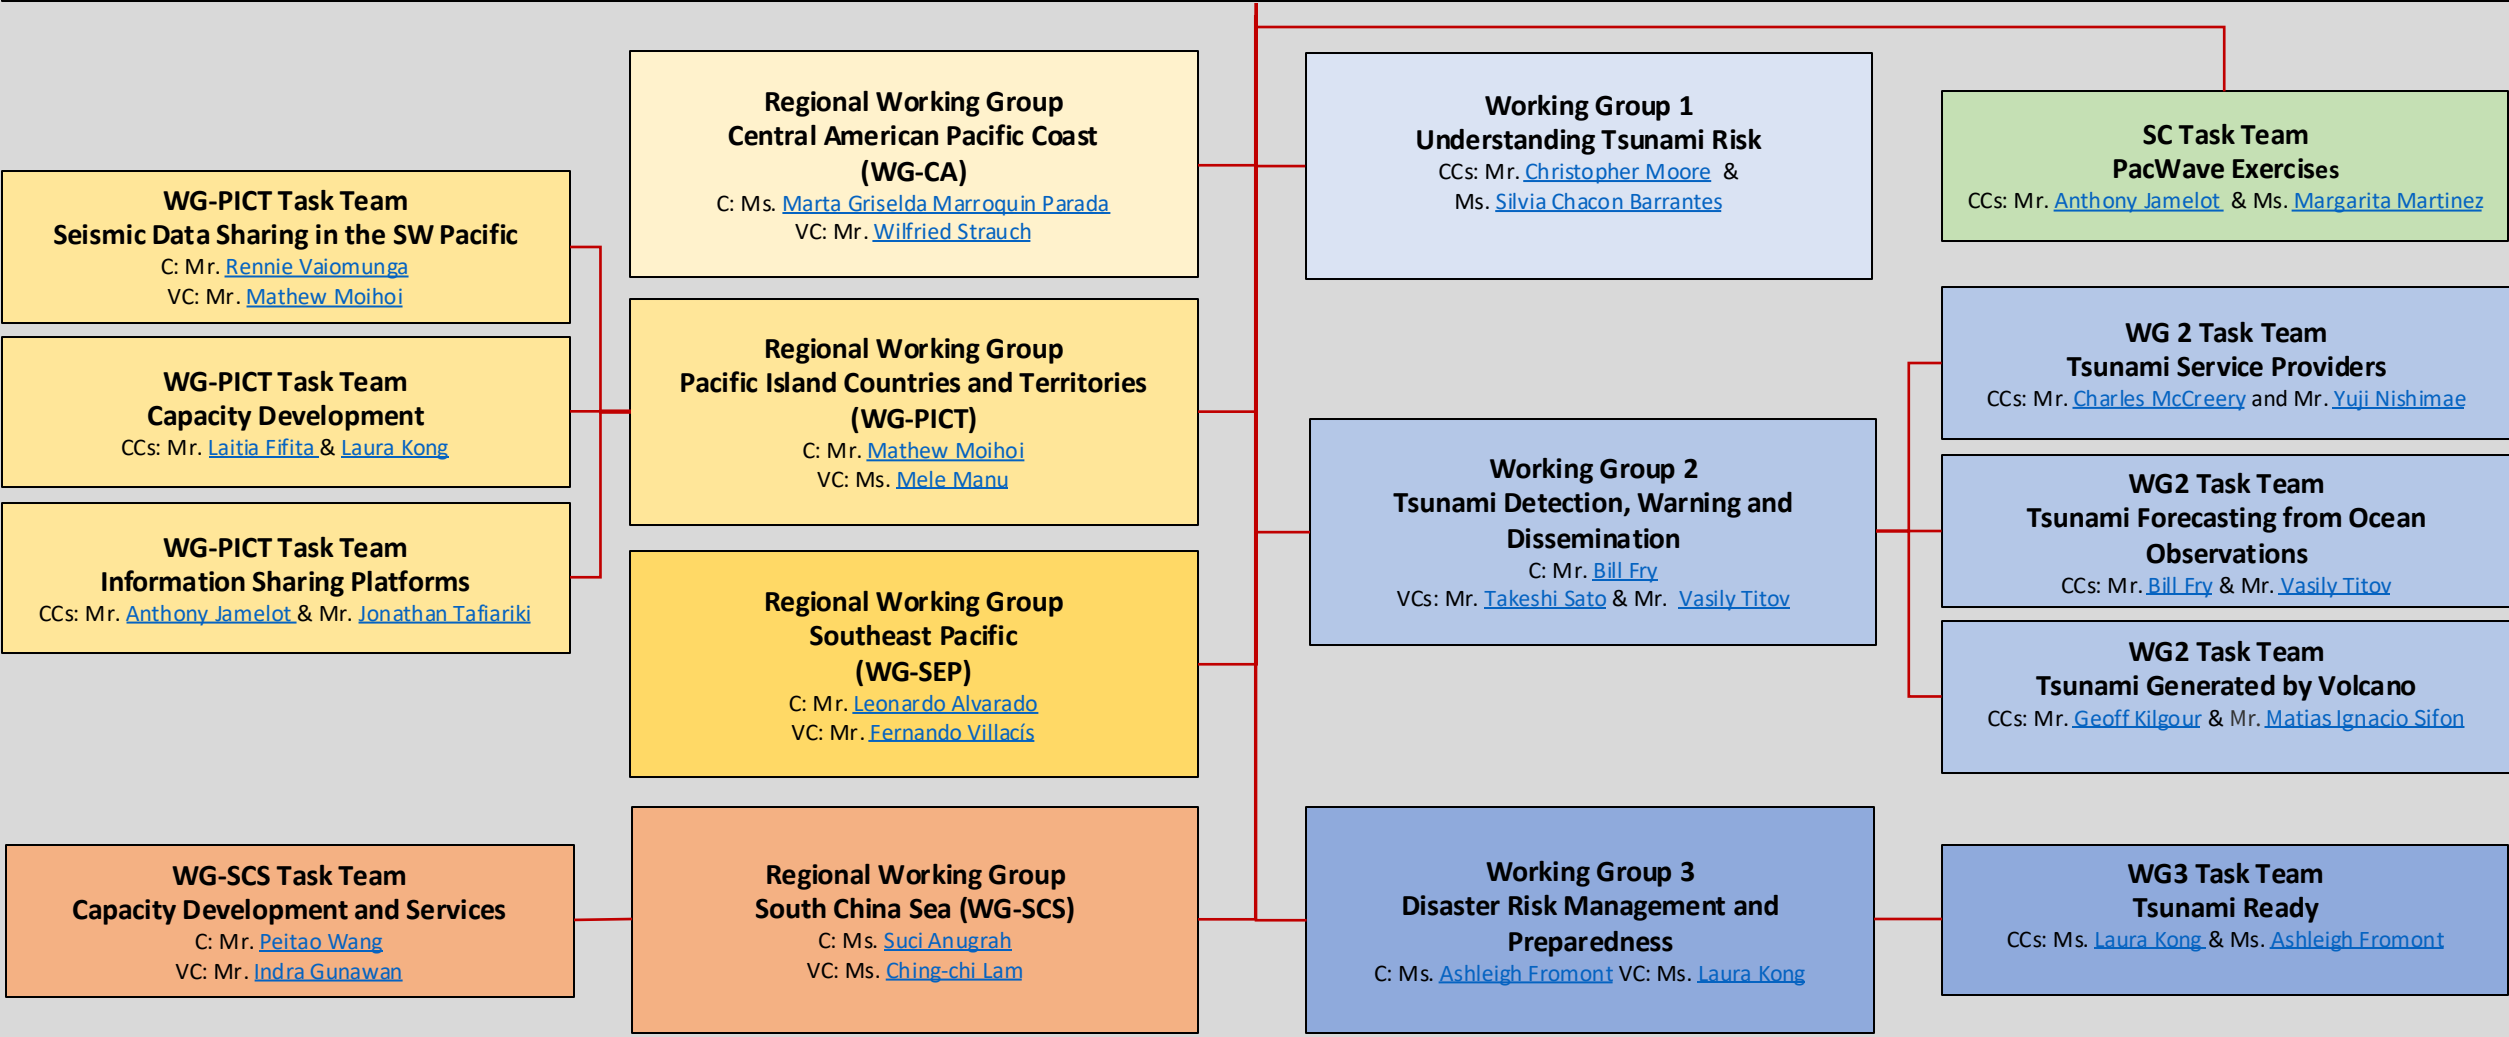 WG-PICT Task Team
Seismic Data Sharing in the SW Pacific
C: Mr. Rennie Vaiomunga
VC: Mr. Mathew Moihoi
WG-PICT Task Team
Capacity Development
CCs: Mr. Laitia Fifita & Laura Kong
WG-PICT Task Team
Information Sharing Platforms
CCs: Mr. Anthony Jamelot & Mr. Jonathan Tafiariki
WG-SCS Task Team
Capacity Development and Services
C: Mr. Peitao Wang
VC: Mr. Indra Gunawan
Regional Working Group
Central American Pacific Coast
(WG-CA)
C: Ms. Marta Griselda Marroquin Parada
VC: Mr. Wilfried Strauch
Regional Working Group
Pacific Island Countries and Territories
(WG-PICT)
C: Mr. Mathew Moihoi
VC: Ms. Mele Manu
Regional Working Group
Southeast Pacific
(WG-SEP)
C: Mr. Leonardo Alvarado
VC: Mr. Fernando Villacís
Regional Working Group
South China Sea (WG-SCS)
C: Ms. Suci Anugrah
VC: Ms. Ching-chi Lam
Working Group 1
Understanding Tsunami Risk
CCs: Mr. Christopher Moore &
Ms. Silvia Chacon Barrantes
Working Group 2
Tsunami Detection, Warning and
Dissemination
C: Mr. Bill Fry
VCs: Mr. Takeshi Sato & Mr. Vasily Titov
Working Group 3
Disaster Risk Management and
Preparedness
C: Ms. Ashleigh Fromont VC: Ms. Laura Kong
SC Task Team
PacWave Exercises
CCs: Mr. Anthony Jamelot & Ms. Margarita Martinez
WG 2 Task Team
Tsunami Service Providers
CCs: Mr. Charles McCreery and Mr. Yuji Nishimae
WG2 Task Team
Tsunami Forecasting from Ocean
Observations
CCs: Mr. Bill Fry & Mr. Vasily Titov
WG2 Task Team
Tsunami Generated by Volcano
CCs: Mr. Geoff Kilgour & Mr. Matias Ignacio Sifon
WG3 Task Team
Tsunami Ready
CCs: Ms. Laura Kong & Ms. Ashleigh Fromont